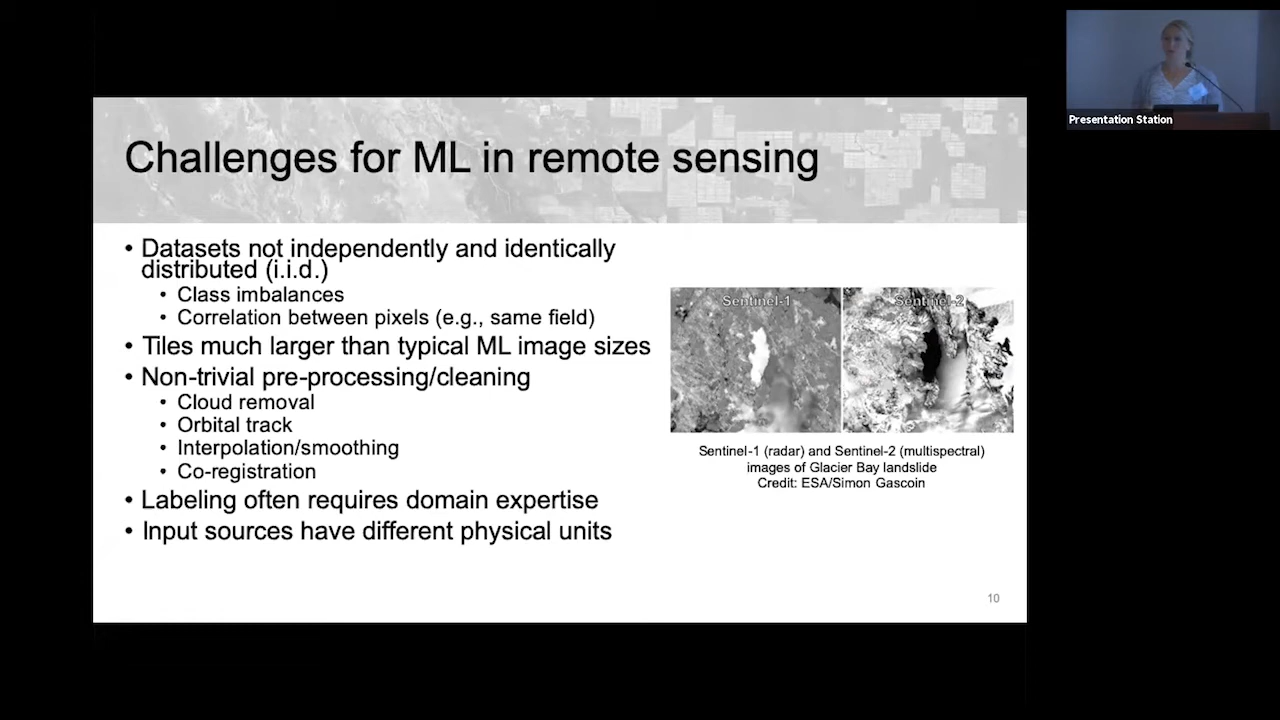 Presentation Station
Challenges for ML in remote sensing
• Datasets not independently and identically
distributed (i.i.d.)
• Class imbalances
• Correlation between pixels (e.g., same field)
• Tiles much larger than typical ML image sizes
• Non-trivial pre-processing/cleaning
• Cloud removal
• Orbital track
• Interpolation/smoothing
• Co-registration
• Labeling often requires domain expertise
• Input sources have different physical units
Sentinel-1
Sentinel-2
Sentinel-1 (radar) and Sentinel-2 (multispectral)
images of Glacier Bay landslide
Credit: ESA/Simon Gascoin
10